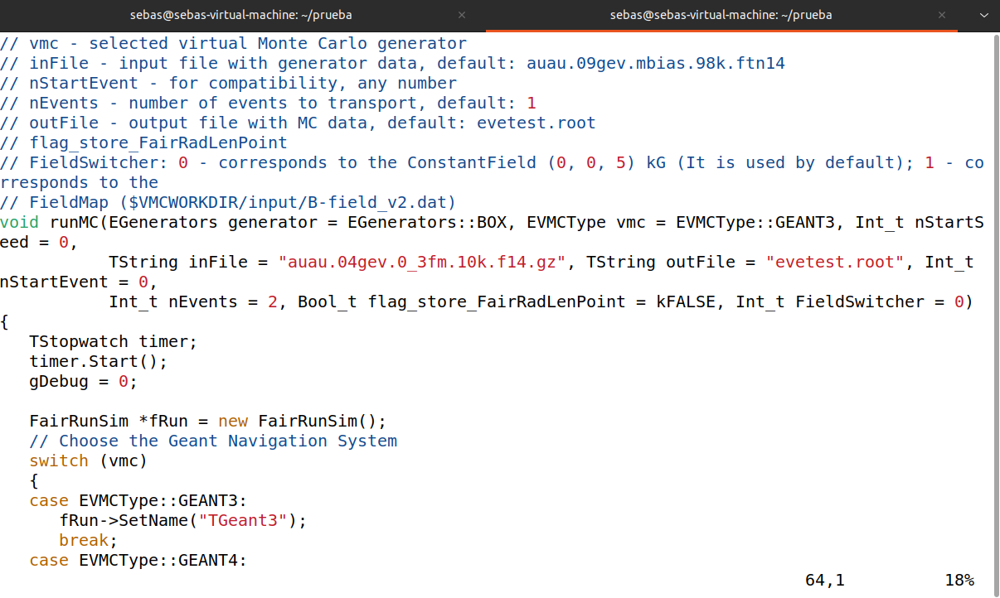 sebas@sebas-virtual-machine: ~/prueba × sebas@sebas-virtual-machine: ~/prueba ×
// vmc - selected virtual Monte Carlo generator
// inFile - input file with generator data, default: auau.09gev.mbias.98k.ftn14
// nStartEvent - for compatibility, any number
// nEvents - number of events to transport, default: 1
// outFile - output file with MC data, default: evetest.root
// flag_store_FairRadLenPoint
// FieldSwitcher: 0 - corresponds to the ConstantField (0, 0, 5) kG (It is used by default); 1 - co
rresponds to the
// FieldMap ($VMCWORKDIR/input/B-field_v2.dat)
void runMC(EGenerators generator = EGenerators::BOX, EVMCType vmc = EVMCType::GEANT3, Int_t nStartS
eed = 0,
           TString inFile = "auau.04gev.0_3fm.10k.f14.gz", TString outFile = "evetest.root", Int_t
nStartEvent = 0,
           Int_t nEvents = 2, Bool_t flag_store_FairRadLenPoint = kFALSE, Int_t FieldSwitcher = 0)
{
   TStopwatch timer;
   timer.Start();
   gDebug = 0;

   FairRunSim *fRun = new FairRunSim();
   // Choose the Geant Navigation System
   switch (vmc)
   {
   case EVMCType::GEANT3:
      fRun->SetName("TGeant3");
      break;
   case EVMCType::GEANT4:
64,1 18%